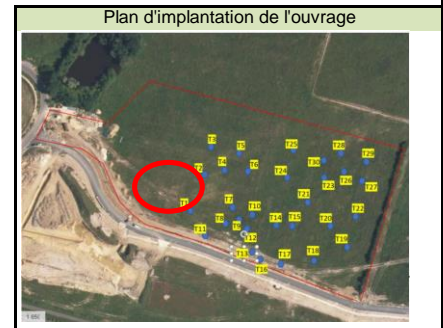 Plan d'implantation de l'ouvrage
T3
T5
T25
T28
T30
T29
T2
T4
T6
T24
T23
T26
T27
T21
T1
T7
T10
T22
T8
T9
T14
T15
T20
T11
T12
T19
T13
T17
T18
T16